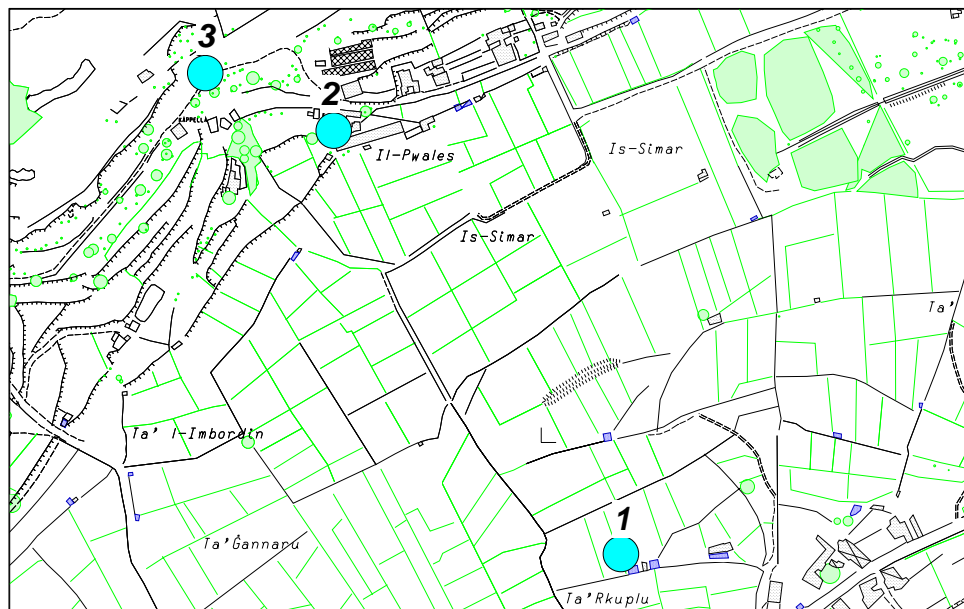 3
2
KAPPELLA
Il-Pwales
Is-Simar
Is-Simar
Ta'
Ta' l-Imbordin
1
Ta'Ġannaru
Ta'Rkuplu